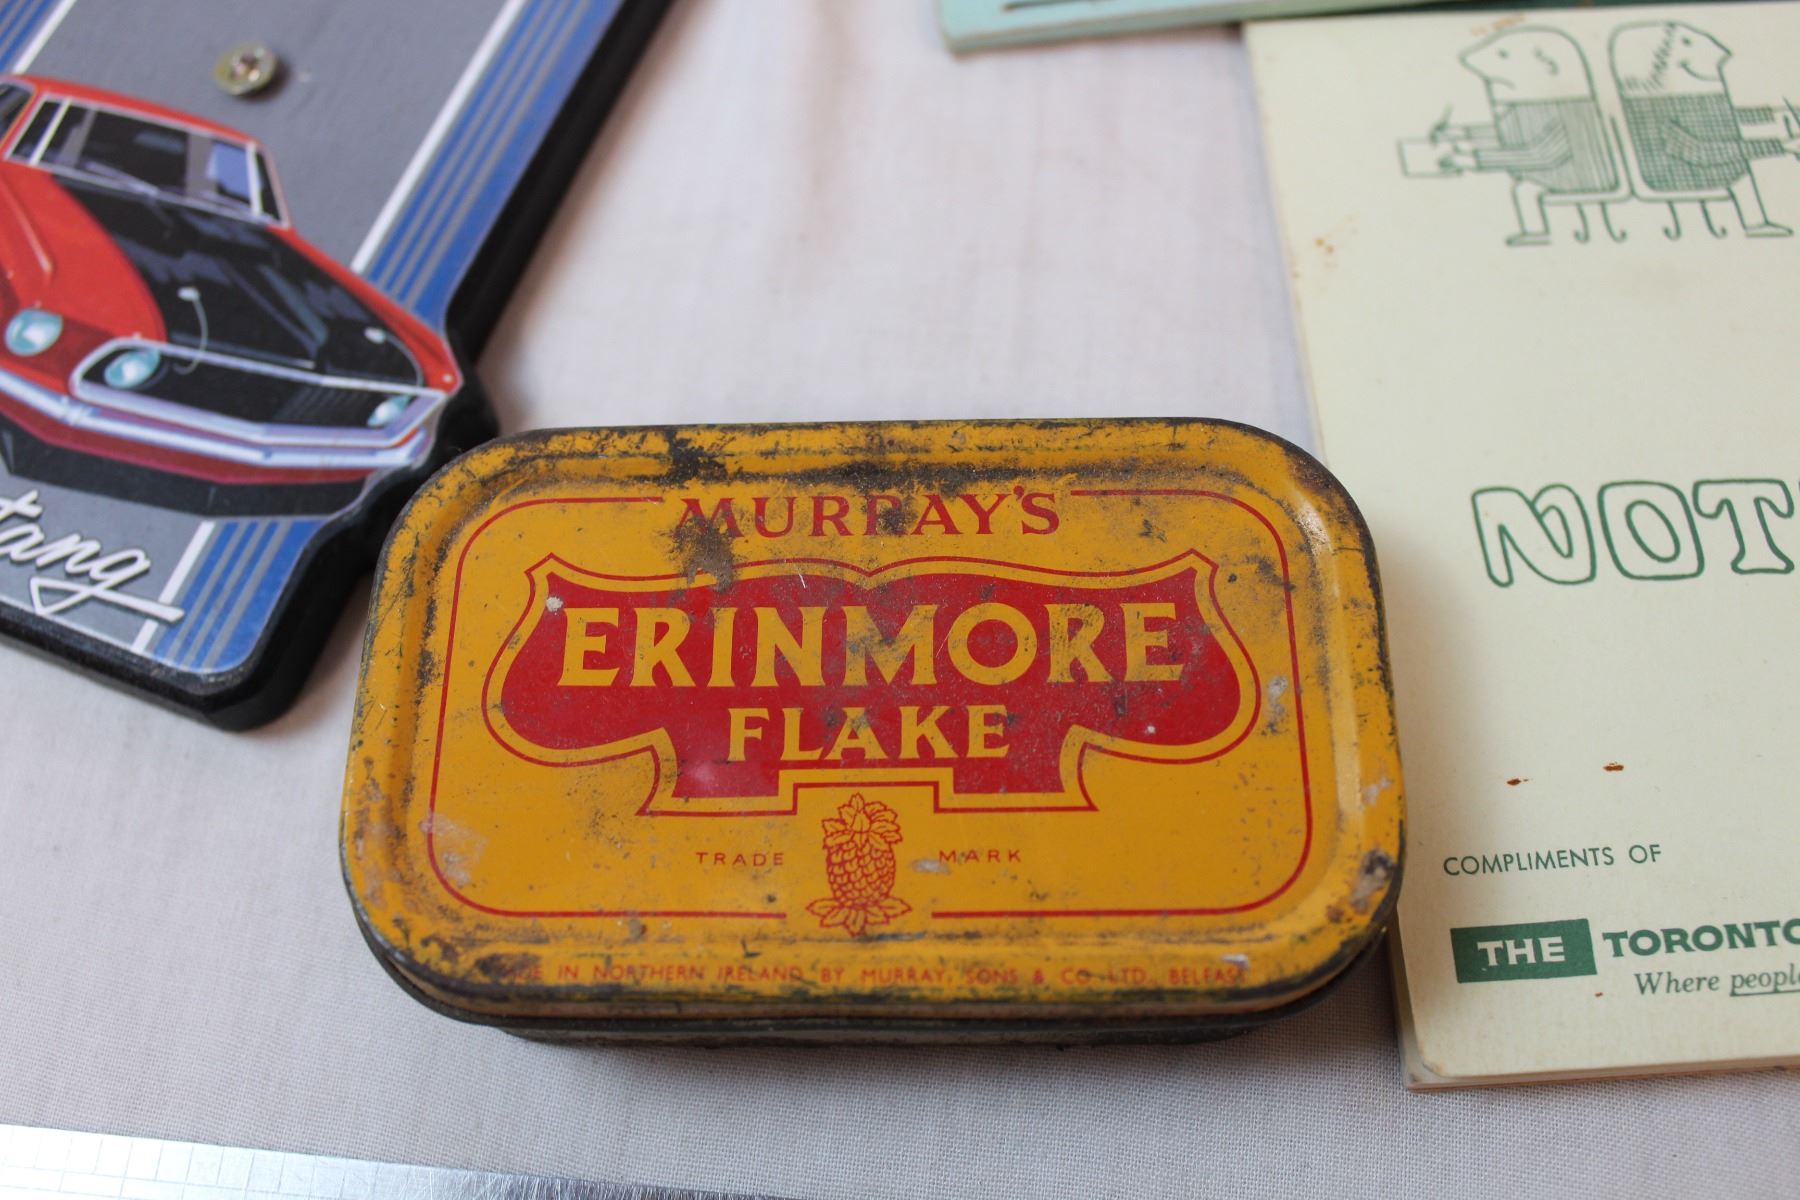 MURRAY'S
ERINMORE
FLAKE
TRADE MARK
MADE IN NORTHERN IRELAND BY MURRAY, SONS & CO. LTD. BELFAST
tang
NOT
COMPLIMENTS OF
THE TORONTO
Where people